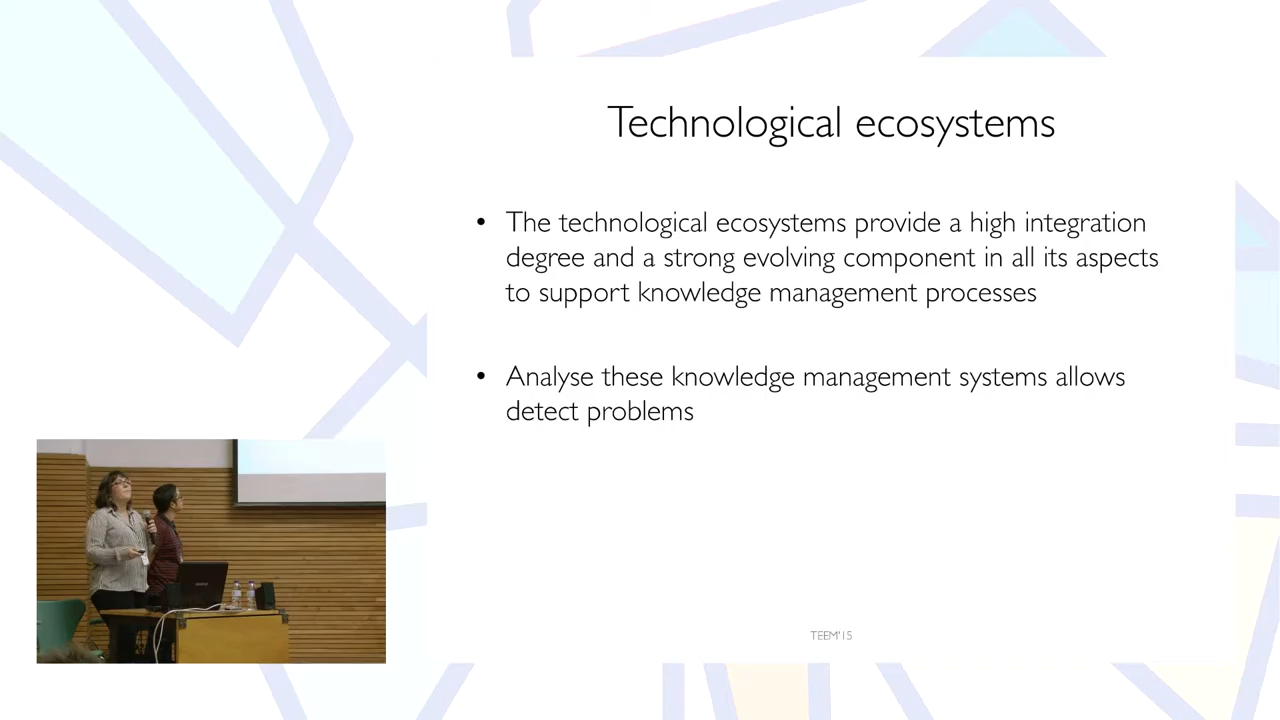 Technological ecosystems
• The technological ecosystems provide a high integration
degree and a strong evolving component in all its aspects
to support knowledge management processes
• Analyse these knowledge management systems allows
detect problems
TEEM'15